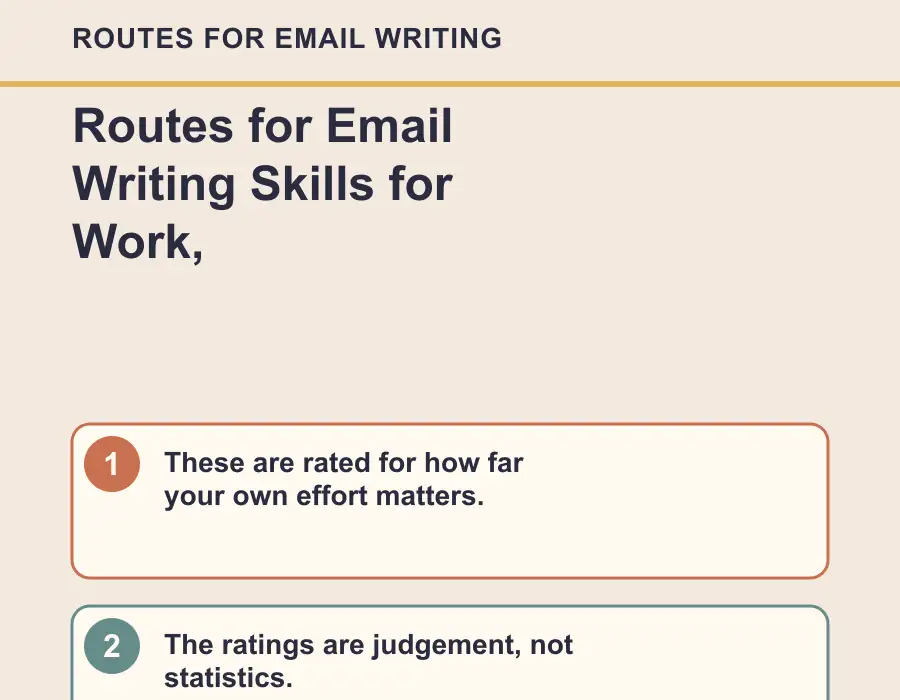 ROUTES FOR EMAIL WRITING
Routes for Email
Writing Skills for
Work,
1
These are rated for how far
your own effort matters.
2
The ratings are judgement, not
statistics.